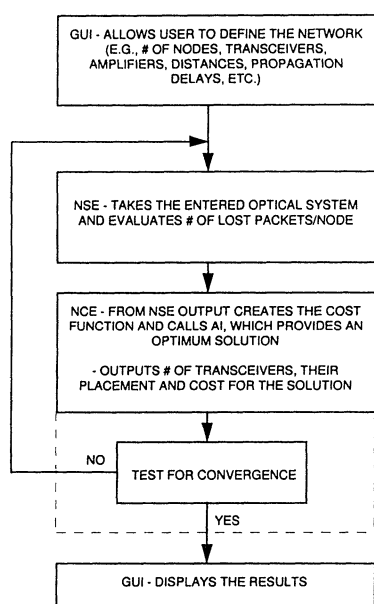 GUI - ALLOWS USER TO DEFINE THE NETWORK
(E.G., # OF NODES, TRANSCEIVERS,
AMPLIFIERS, DISTANCES, PROPAGATION
DELAYS, ETC.)
NSE - TAKES THE ENTERED OPTICAL SYSTEM
AND EVALUATES # OF LOST PACKETS/NODE
NCE - FROM NSE OUTPUT CREATES THE COST
FUNCTION AND CALLS AI, WHICH PROVIDES AN
OPTIMUM SOLUTION
- OUTPUTS # OF TRANSCEIVERS, THEIR
PLACEMENT AND COST FOR THE SOLUTION
NO
TEST FOR CONVERGENCE
YES
GUI - DISPLAYS THE RESULTS